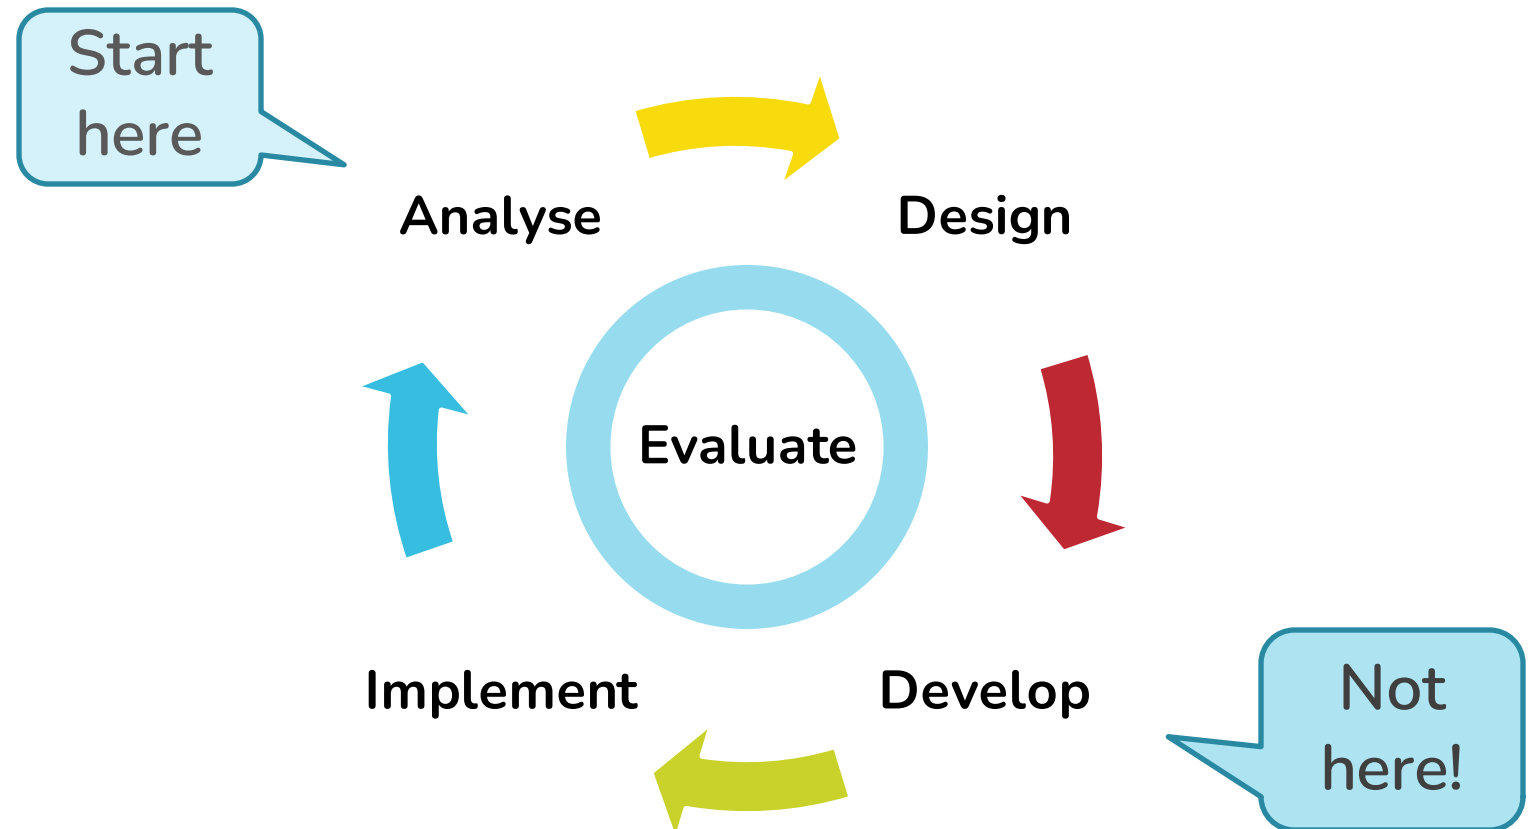 Start
here
Analyse
Design
Evaluate
Implement
Develop
Not
here!